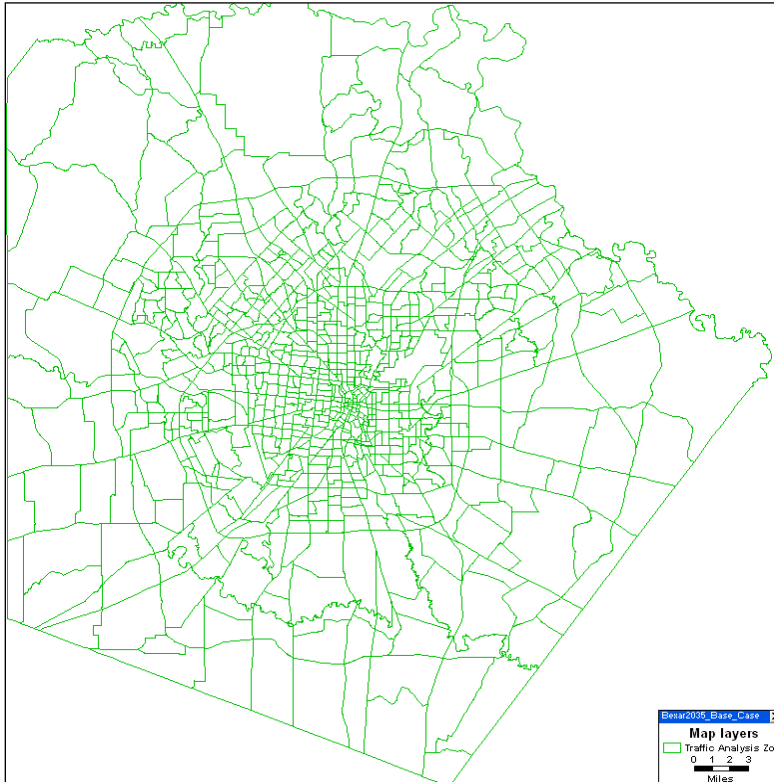 Bexar2035_Base_Case
Map layers
Traffic Analysis Zo
0 1 2 3
Miles